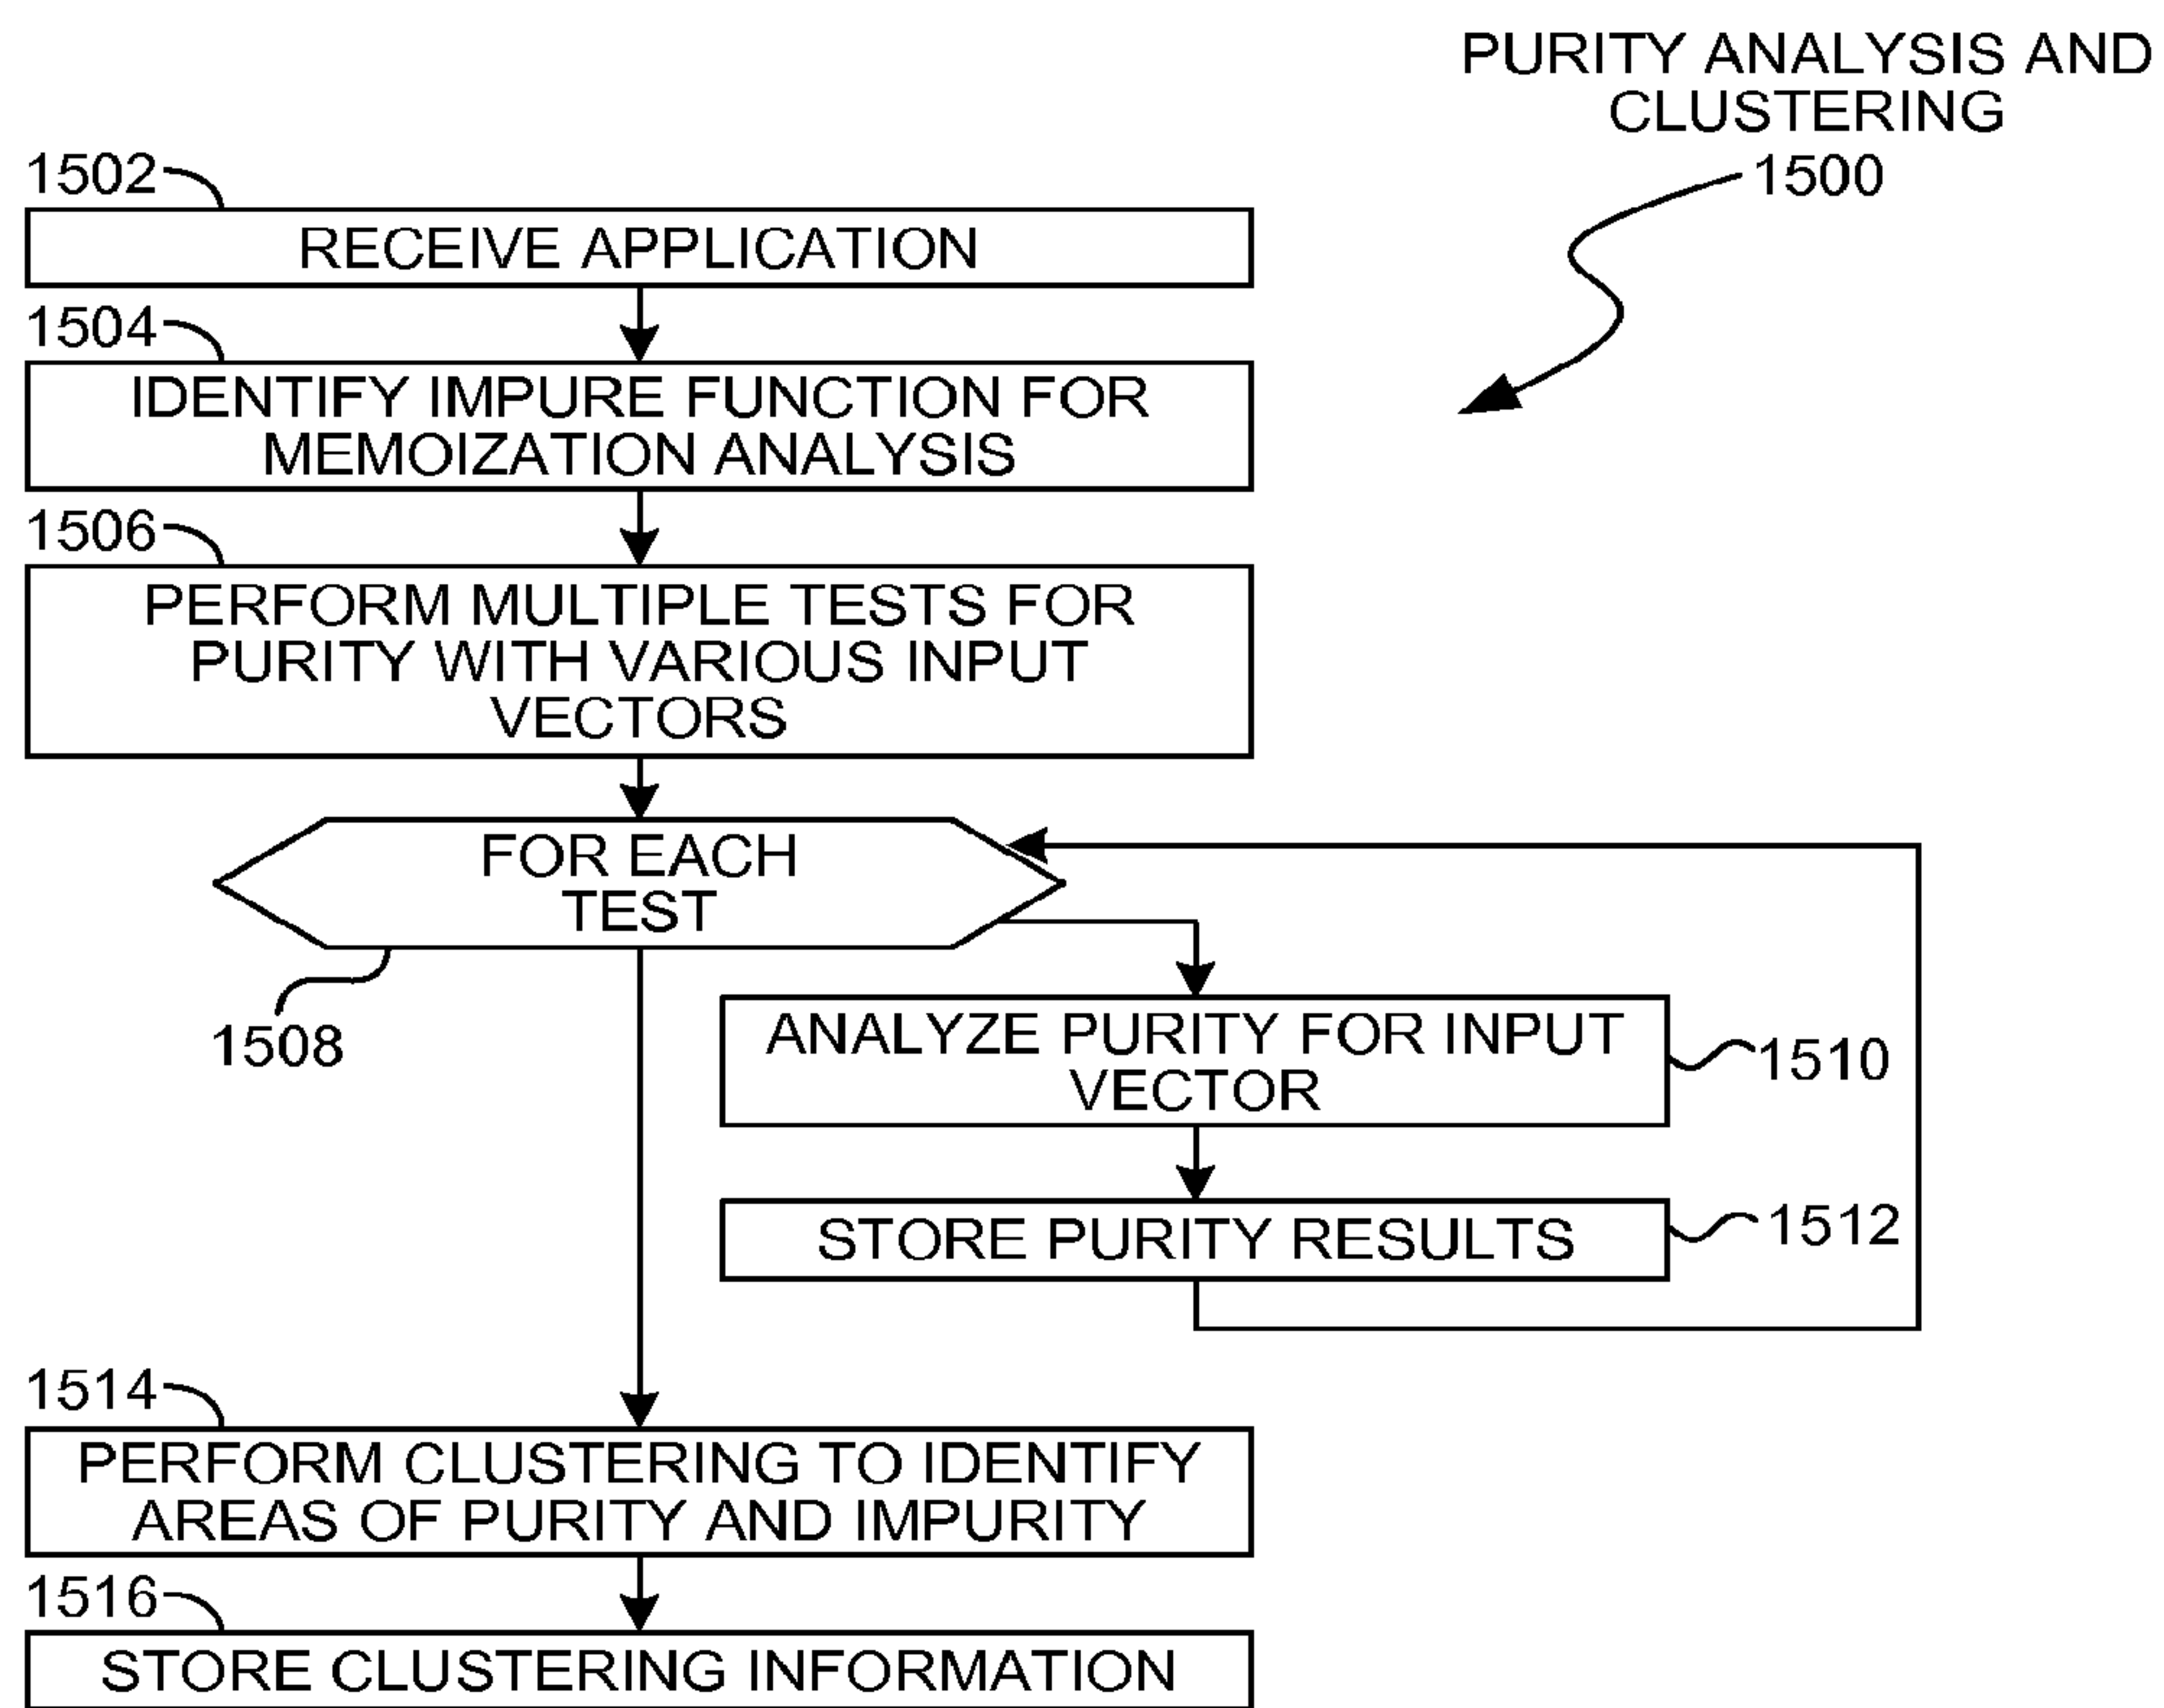 PURITY ANALYSIS AND
CLUSTERING
1500
1502
RECEIVE APPLICATION
1504
IDENTIFY IMPURE FUNCTION FOR
MEMOIZATION ANALYSIS
1506
PERFORM MULTIPLE TESTS FOR
PURITY WITH VARIOUS INPUT
VECTORS
FOR EACH
TEST
1508
ANALYZE PURITY FOR INPUT
VECTOR
1510
STORE PURITY RESULTS
1512
1514
PERFORM CLUSTERING TO IDENTIFY
AREAS OF PURITY AND IMPURITY
1516
STORE CLUSTERING INFORMATION